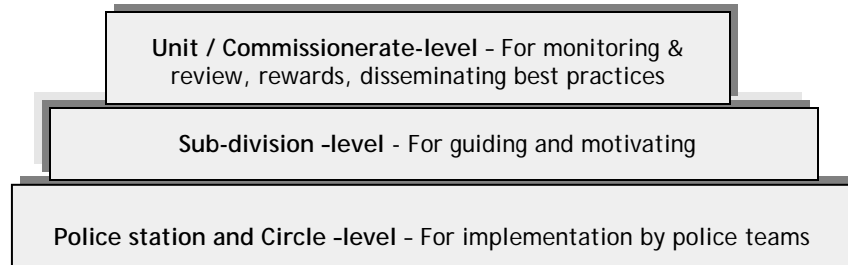 Unit / Commissionerate-level – For monitoring &
review, rewards, disseminating best practices
Sub-division –level - For guiding and motivating
Police station and Circle –level – For implementation by police teams